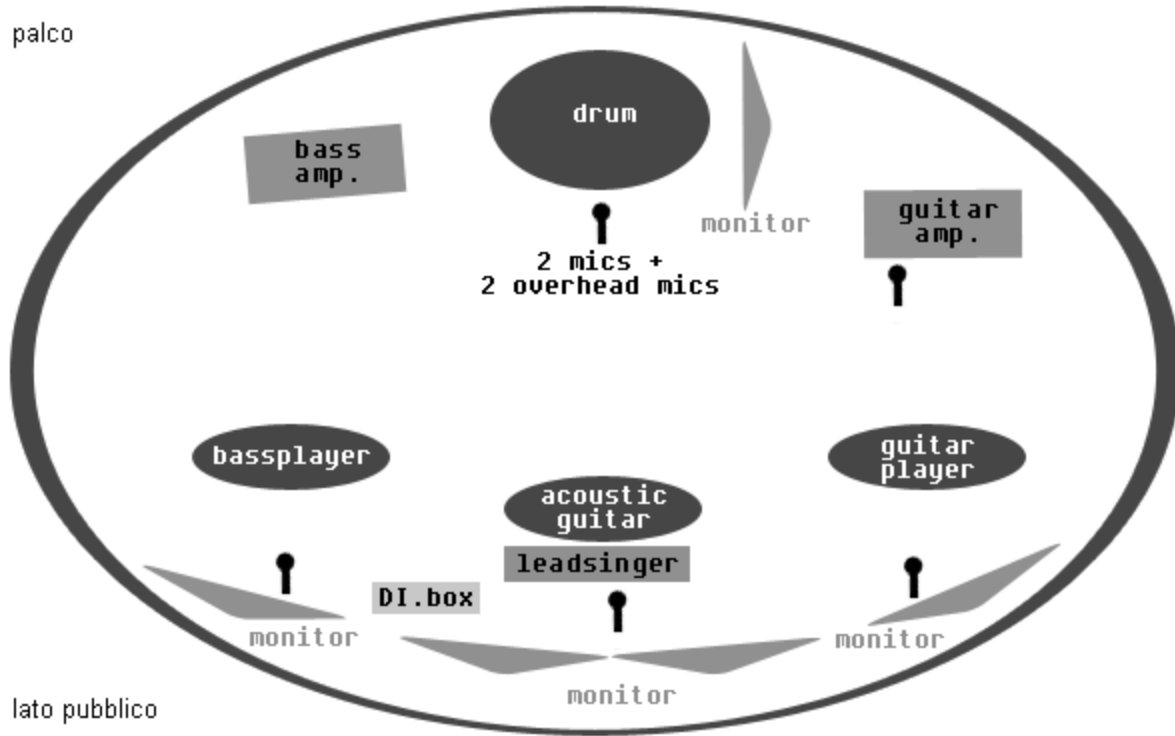 palco
drum
bass
amp.
monitor
guitar
amp.
2 mics +
2 overhead mics
bassplayer
guitar
player
acoustic
guitar
leadsinger
DI.box
monitor
monitor
monitor
lato pubblico